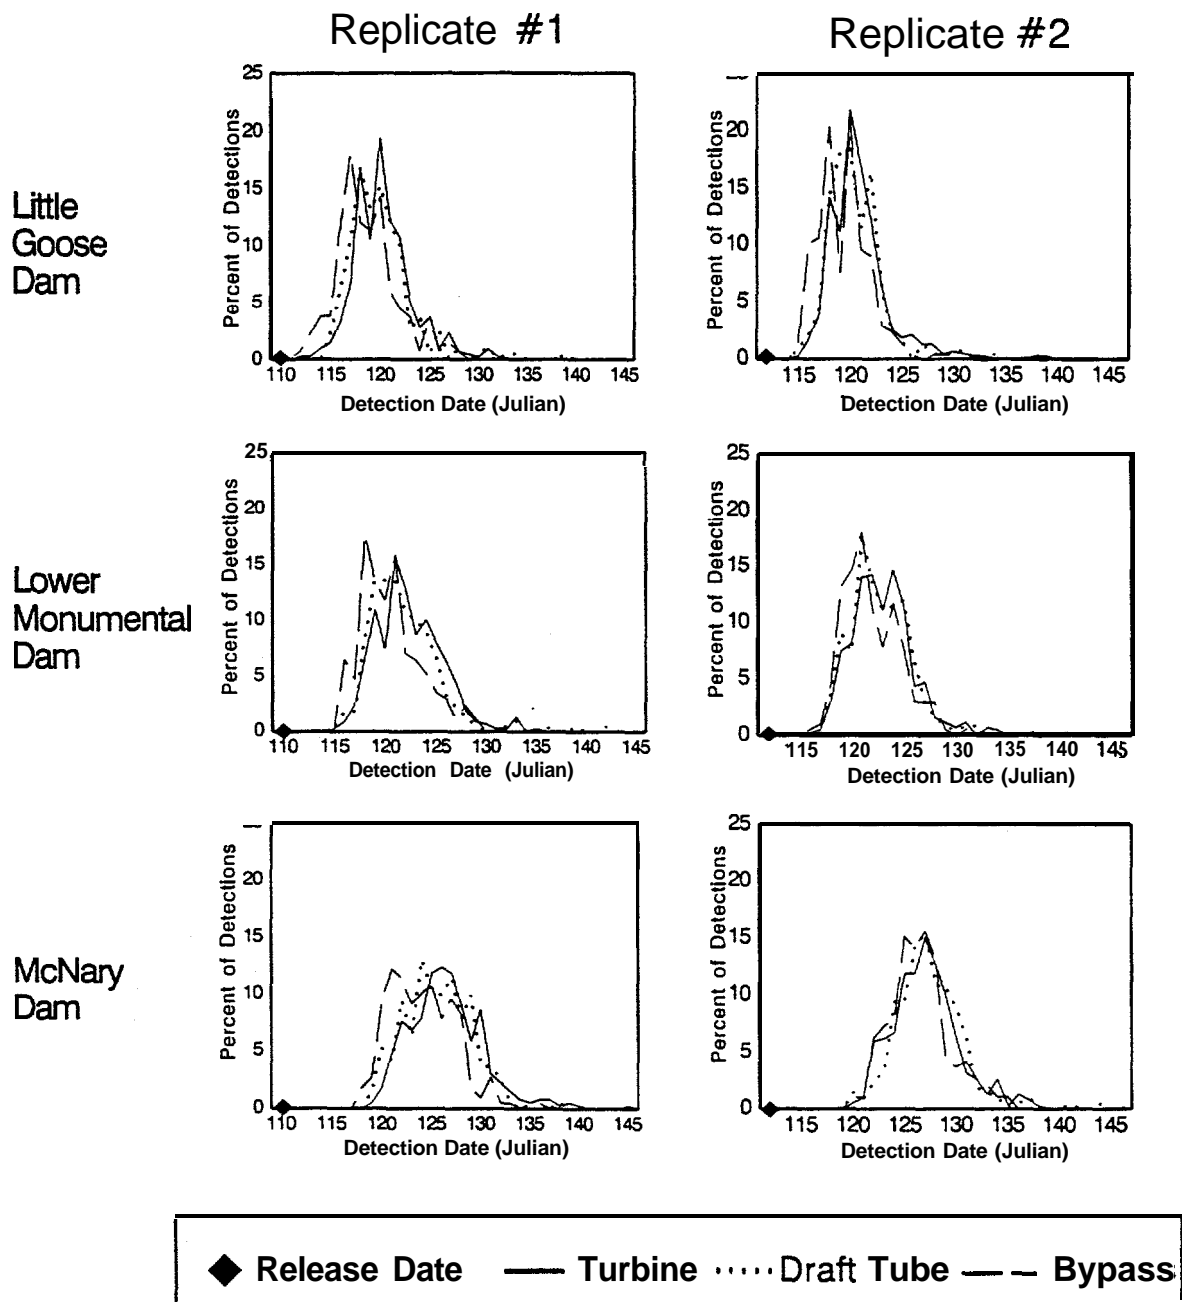 Replicate #1
Replicate #2
Little
Goose
Dam
Percent of Detections
25
20
15
10
5
0
110 115 120 125 130 135 140 145
Detection Date (Julian)
Percent of Detections
20
15
10
5
0
115 120 125 130 135 140 145
Detection Date (Julian)
Lower
Monumental
Dam
Percent of Detections
25
20
15
10
5
0
110 115 120 125 130 135 140 145
Detection Date (Julian)
Percent of Detections
25
20
15
10
5
0
115 120 125 130 135 140 145
Detection Date (Julian)
McNary
Dam
Percent of Detections
20
15
10
5
0
110 115 120 125 130 135 140 145
Detection Date (Julian)
Percent of Detections
25
20
15
10
5
0
115 120 125 130 135 140 145
Detection Date (Julian)
Release Date Turbine Draft Tube Bypass